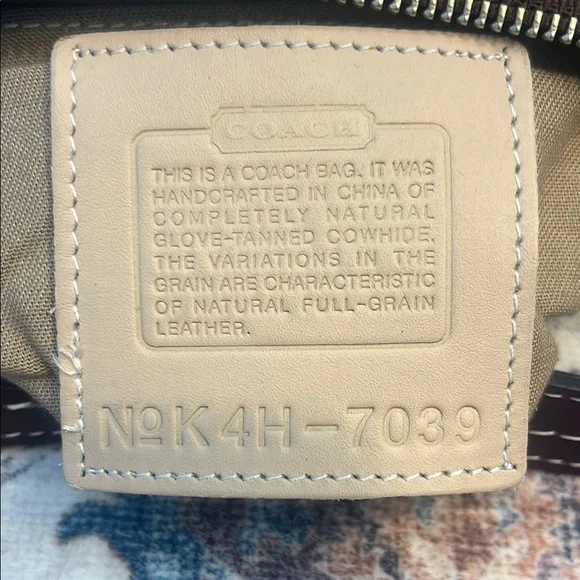 COACH
THIS IS A COACH BAG. IT WAS
HANDCRAFTED IN CHINA OF
COMPLETELY NATURAL
GLOVE-TANNED COWHIDE.
THE VARIATIONS IN THE
GRAIN ARE CHARACTERISTIC
OF NATURAL FULL-GRAIN
LEATHER.
NºK4H-7039